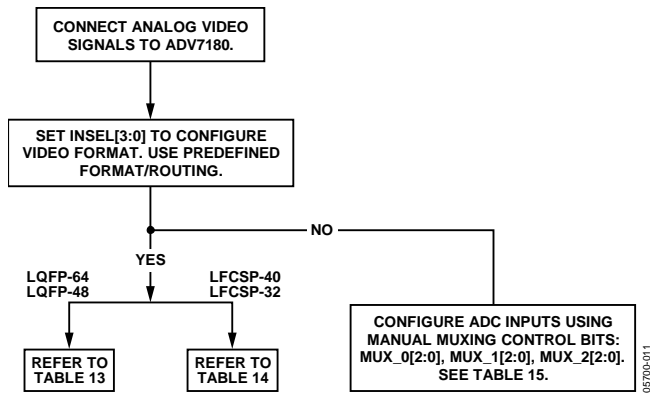 CONNECT ANALOG VIDEO
SIGNALS TO ADV7180.
SET INSEL[3:0] TO CONFIGURE
VIDEO FORMAT. USE PREDEFINED
FORMAT/ROUTING.
NO
YES
LQFP-64
LQFP-48
LFCSP-40
LFCSP-32
REFER TO
TABLE 13
REFER TO
TABLE 14
CONFIGURE ADC INPUTS USING
MANUAL MUXING CONTROL BITS:
MUX_0[2:0], MUX_1[2:0], MUX_2[2:0].
SEE TABLE 15.
05700-011